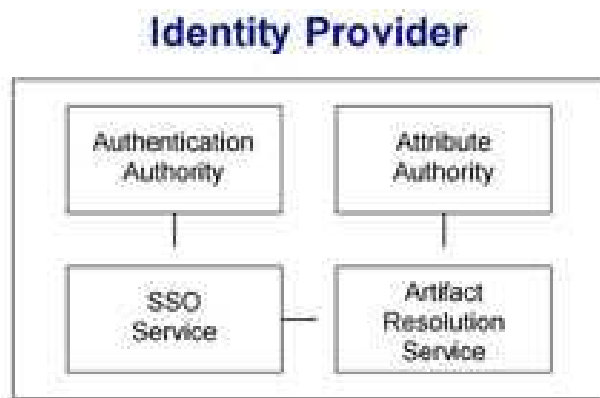 Identity Provider
Authentication
Authority
Attribute
Authority
SSO
Service
Artifact
Resolution
Service